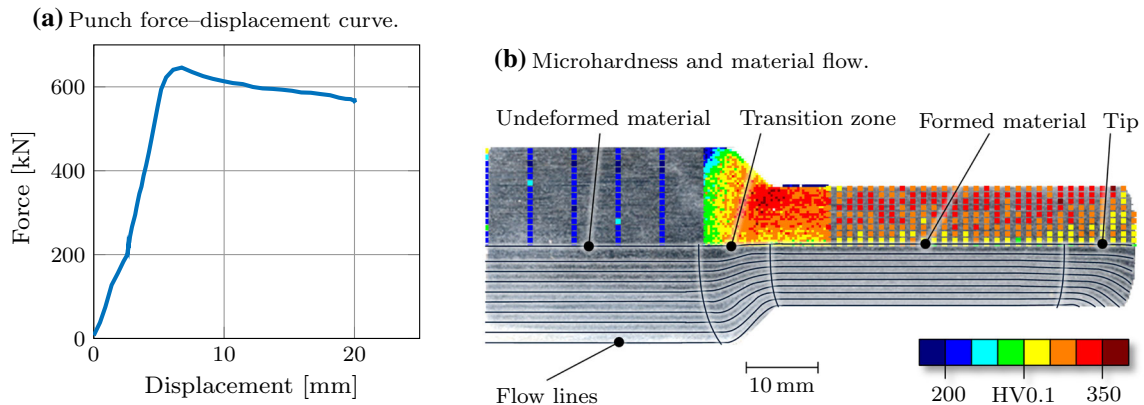 (a) Punch force–displacement curve.
600
400
200
0
Force [kN]
0 10 20
Displacement [mm]
(b) Microhardness and material flow.
Undeformed material Transition zone Formed material Tip
10 mm
Flow lines
200 HV0.1 350